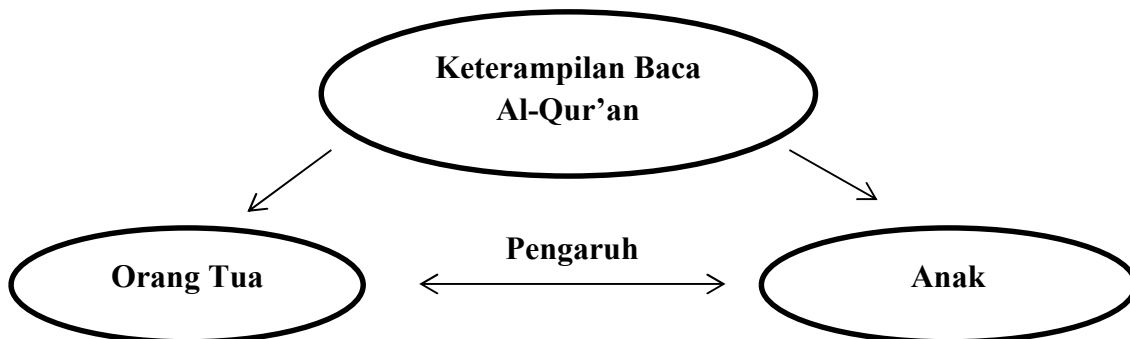 Keterampilan Baca
Al-Qur’an
Pengaruh
Orang Tua
Anak